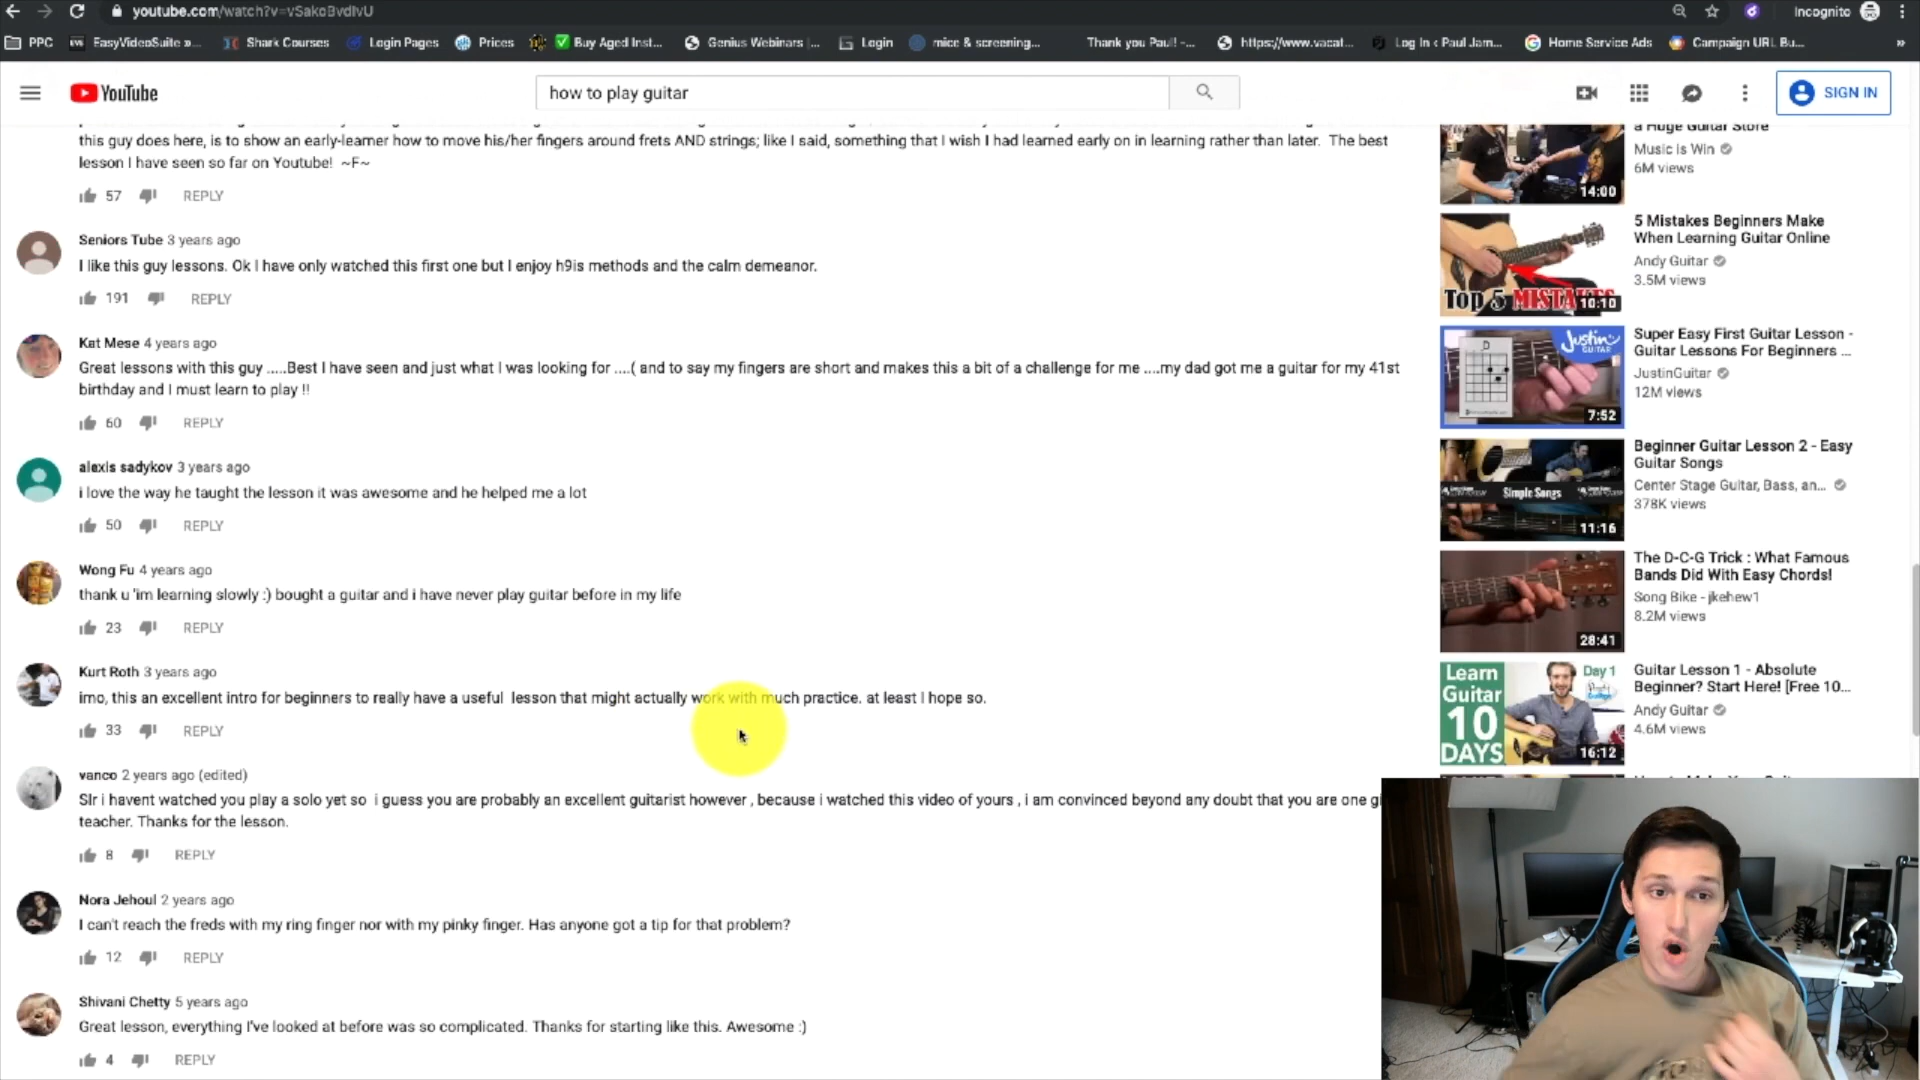 youtube.com/watch?v=vSakoBvdIvU
Incognito
PPC
EasyVideoSuite »...
Shark Courses
Login Pages
Prices
Buy Aged Inst...
Genius Webinars |...
Login
mice & screening...
Thank you Paul! -...
https://www.vacat...
Log In ‹ Paul Jam...
Home Service Ads
Campaign URL Bu...
»
YouTube
how to play guitar
SIGN IN
this guy does here, is to show an early-learner how to move his/her fingers around frets AND strings; like I said, something that I wish I had learned early on in learning rather than later. The best
lesson I have seen so far on Youtube! ~F~
57 REPLY
Seniors Tube 3 years ago
I like this guy lessons. Ok I have only watched this first one but I enjoy h9is methods and the calm demeanor.
191 REPLY
Kat Mese 4 years ago
Great lessons with this guy .....Best I have seen and just what I was looking for ....( and to say my fingers are short and makes this a bit of a challenge for me ....my dad got me a guitar for my 41st
birthday and I must learn to play !!
60 REPLY
alexis sadykov 3 years ago
i love the way he taught the lesson it was awesome and he helped me a lot
50 REPLY
Wong Fu 4 years ago
thank u 'im learning slowly :) bought a guitar and i have never play guitar before in my life
23 REPLY
Kurt Roth 3 years ago
imo, this an excellent intro for beginners to really have a useful lesson that might actually work with much practice. at least I hope so.
33 REPLY
vanco 2 years ago (edited)
SIr i havent watched you play a solo yet so i guess you are probably an excellent guitarist however , because i watched this video of yours , i am convinced beyond any doubt that you are one
teacher. Thanks for the lesson.
8 REPLY
Nora Jehoul 2 years ago
I can't reach the freds with my ring finger nor with my pinky finger. Has anyone got a tip for that problem?
12 REPLY
Shivani Chetty 5 years ago
Great lesson, everything I've looked at before was so complicated. Thanks for starting like this. Awesome :)
4 REPLY
a Huge Guitar Store
Music is Win
6M views
14:00
5 Mistakes Beginners Make
When Learning Guitar Online
Andy Guitar
3.5M views
Top 5 MISTAKES
10:10
Super Easy First Guitar Lesson -
Guitar Lessons For Beginners ...
JustinGuitar
12M views
Justin
GUITAR
D
7:52
Beginner Guitar Lesson 2 - Easy
Guitar Songs
Center Stage Guitar, Bass, an...
378K views
Simple Songs
11:16
The D-C-G Trick : What Famous
Bands Did With Easy Chords!
Song Bike - jkehew1
8.2M views
28:41
Guitar Lesson 1 - Absolute
Beginner? Start Here! [Free 10...
Andy Guitar
4.6M views
Learn
Guitar
10
DAYS
Day 1
16:12